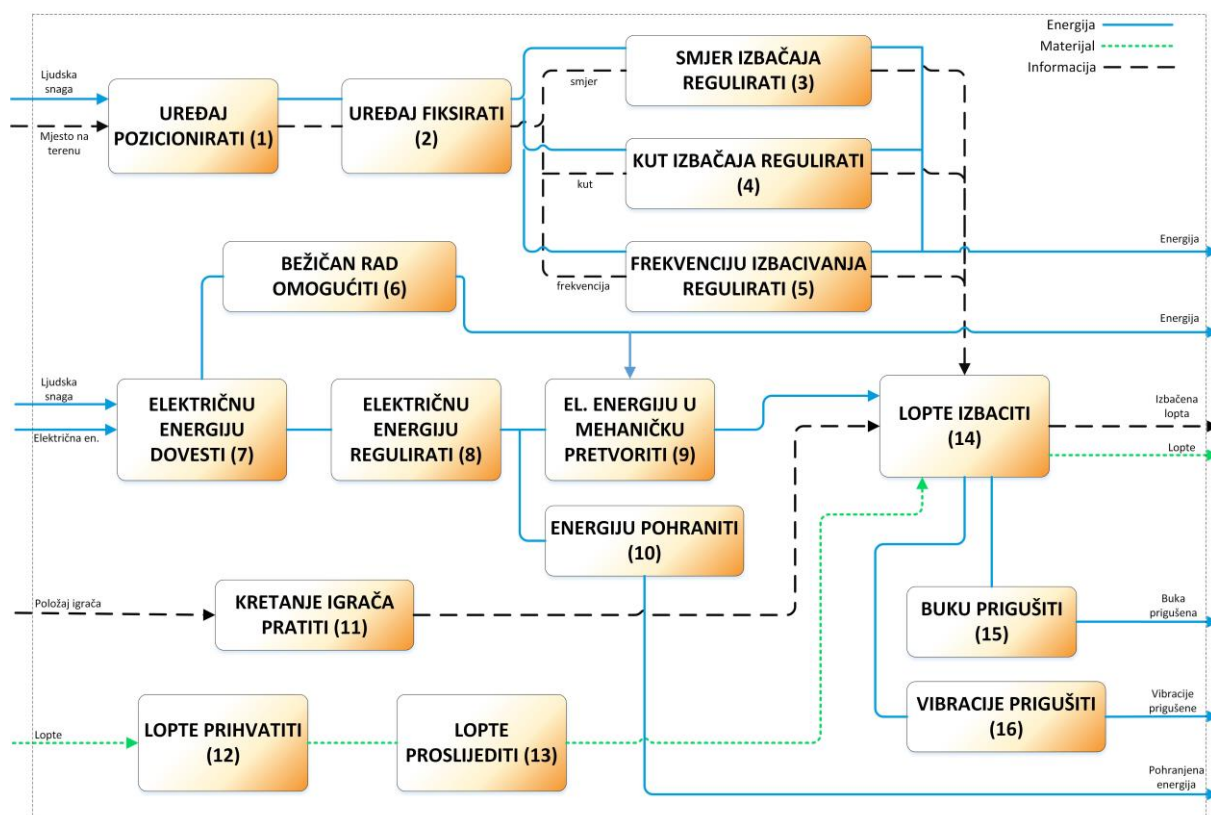 Energija
Materijal
Informacija
Ljudska
snaga
Mjesto na
terenu
UREĐAJ
POZICIONIRATI (1)
UREĐAJ FIKSIRATI
(2)
smjer
SMJER IZBAČAJA
REGULIRATI (3)
kut
KUT IZBAČAJA REGULIRATI
(4)
frekvencija
FREKVENCIJU IZBACIVANJA
REGULIRATI (5)
Energija
BEŽIČAN RAD
OMOGUĆITI (6)
Energija
Ljudska
snaga
Električna en.
ELEKTRIČNU
ENERGIJU
DOVESTI (7)
ELEKTRIČNU
ENERGIJU
REGULIRATI (8)
EL. ENERGIJU U
MEHANIČKU
PRETVORITI (9)
LOPTE IZBACITI
(14)
Izbačena
lopta
Lopte
ENERGIJU POHRANITI
(10)
Položaj igrača
KRETANJE IGRAČA
PRATITI (11)
BUKU PRIGUŠITI
(15)
Buka
prigušena
Lopte
LOPTE PRIHVATITI
(12)
LOPTE
PROSLIJEDITI (13)
VIBRACIJE PRIGUŠITI
(16)
Vibracije
prigušene
Pohranjena
energija